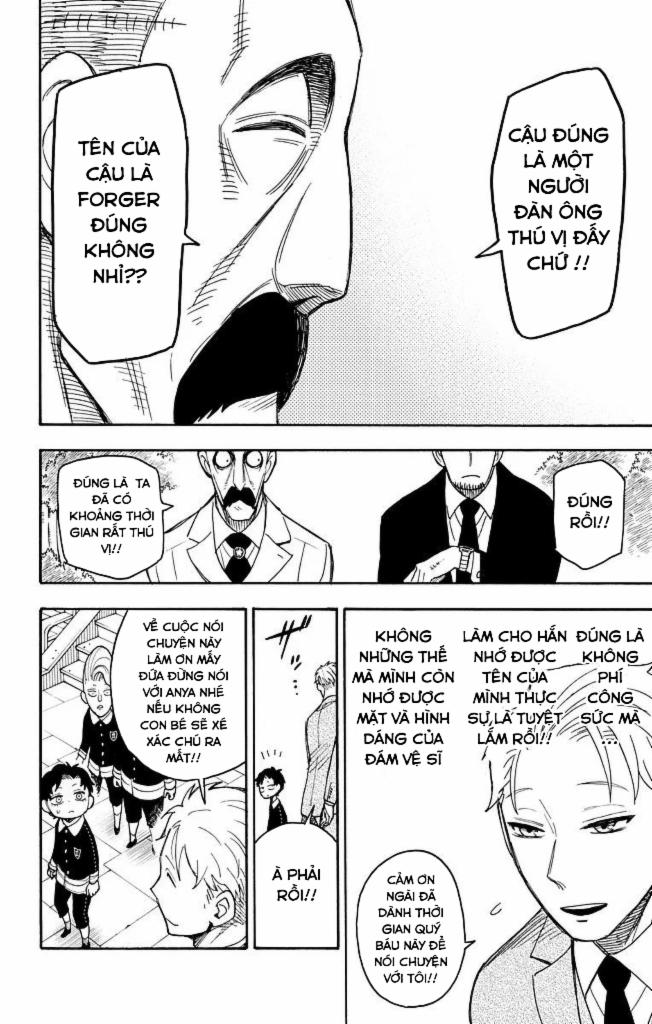 CẬU ĐÚNG
LÀ MỘT
NGƯỜI
ĐÀN ÔNG
THÚ VỊ ĐẤY
CHỨ !!
TÊN CỦA
CẬU LÀ
FORGER
ĐÚNG
KHÔNG
NHỈ??
ĐÚNG
RỒI!!
ĐÚNG LÀ TA
ĐÃ CÓ
KHOẢNG THỜI
GIAN RẤT THÚ
VỊ!!
ĐÚNG LÀ
KHÔNG
PHÍ
CÔNG
SỨC MÀ
...
LÀM CHO HẮN
NHỚ ĐƯỢC
TÊN CỦA
MÌNH THỰC
SỰ LÀ TUYỆT
LẮM RỒI!!
KHÔNG
NHỮNG THẾ
MÀ MÌNH CÒN
NHỚ ĐƯỢC
MẶT VÀ HÌNH
DÁNG CỦA
ĐÁM VỆ SĨ
CẢM ƠN
NGÀI ĐÃ
DÀNH THỜI
GIAN QUÝ
BÁU NÀY ĐỂ
NÓI CHUYỆN
VỚI TÔI!!
À PHẢI
RỒI!!
VỀ CUỘC NÓI
CHUYỆN NÀY
LÀM ƠN MẤY
ĐỨA ĐỪNG NÓI
VỚI ANYA NHÉ
NẾU KHÔNG
CON BÉ SẼ XÉ
XÁC CHÚ RA
MẤT!!